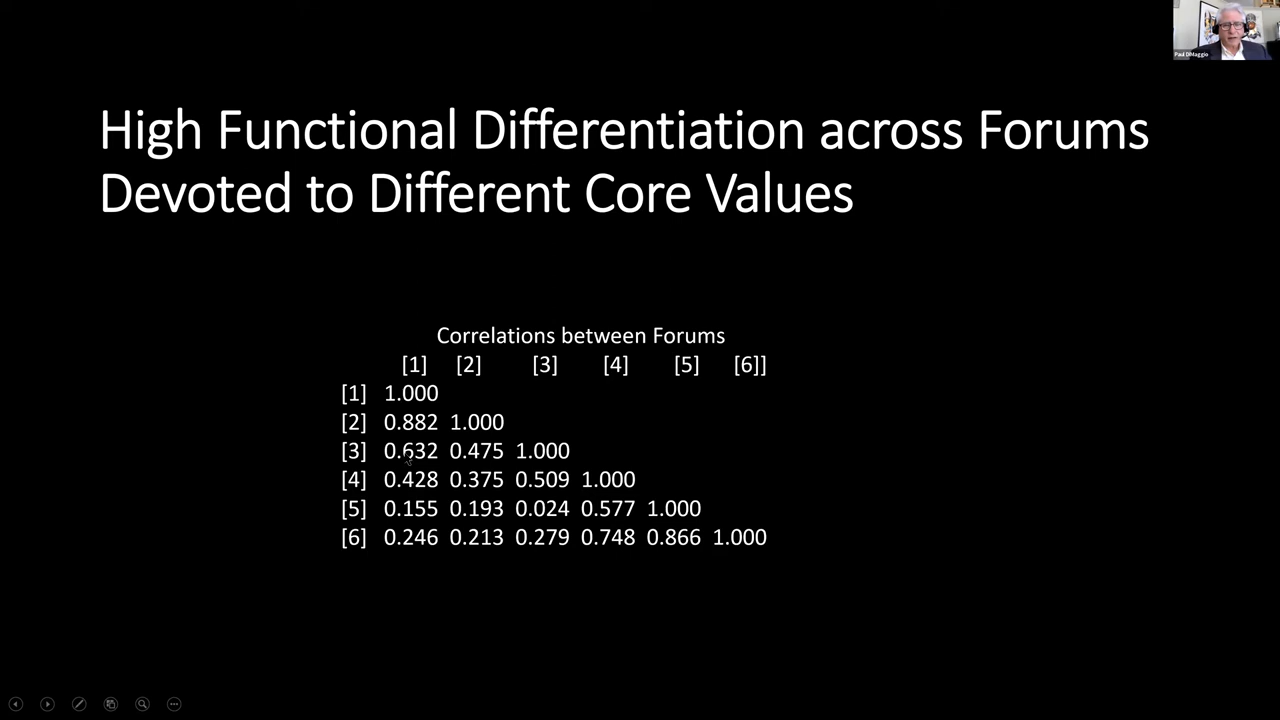 Paul DiMaggio
High Functional Differentiation across Forums
Devoted to Different Core Values
Correlations between Forums
[1] [2] [3] [4] [5] [6]]
[1] 1.000
[2] 0.882 1.000
[3] 0.632 0.475 1.000
[4] 0.428 0.375 0.509 1.000
[5] 0.155 0.193 0.024 0.577 1.000
[6] 0.246 0.213 0.279 0.748 0.866 1.000